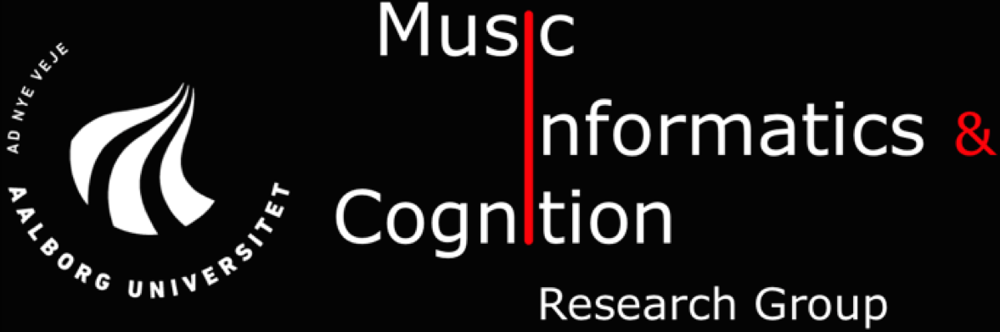 AD NYE VEJE
AALBORG UNIVERSITET
Music
Informatics &
Cognition
Research Group